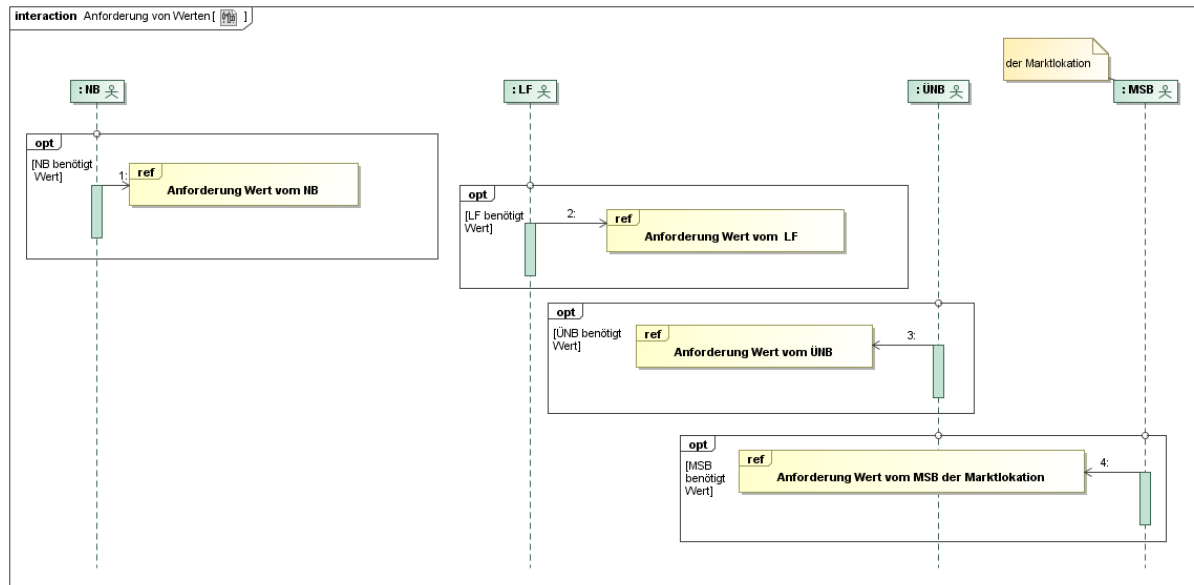 interaction Anforderung von Werten [ ]
der Marktlokation
: NB
: LF
: ÜNB
: MSB
opt
[NB benötigt
Wert]
1:
ref
Anforderung Wert vom NB
opt
[LF benötigt
Wert]
2:
ref
Anforderung Wert vom LF
opt
[ÜNB benötigt
Wert]
ref
Anforderung Wert vom ÜNB
3:
opt
[MSB
benötigt
Wert]
ref
Anforderung Wert vom MSB der Marktlokation
4: